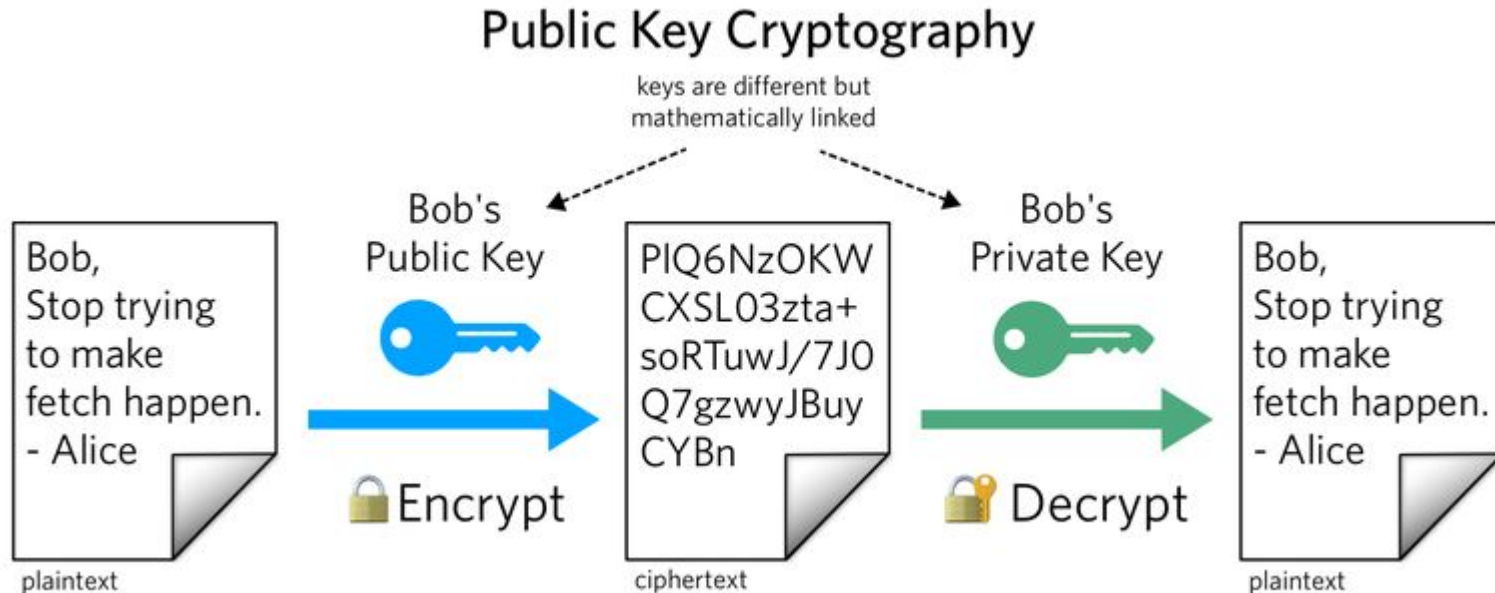 Public Key Cryptography
keys are different but
mathematically linked
Bob,
Stop trying
to make
fetch happen.
- Alice
plaintext
Bob's
Public Key
Encrypt
PlQ6NzOKW
CXSL03zta+
soRTuwJ/7J0
Q7gzwyJBuy
CYBn
ciphertext
Bob's
Private Key
Decrypt
Bob,
Stop trying
to make
fetch happen.
- Alice
plaintext